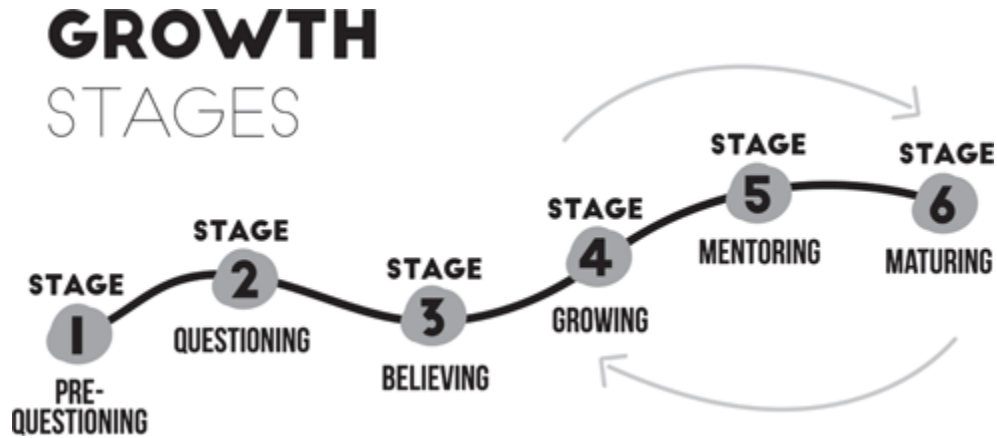 GROWTH
STAGES
STAGE
1
PRE-
QUESTIONING
STAGE
2
QUESTIONING
STAGE
3
BELIEVING
STAGE
4
GROWING
STAGE
5
MENTORING
STAGE
6
MATURING